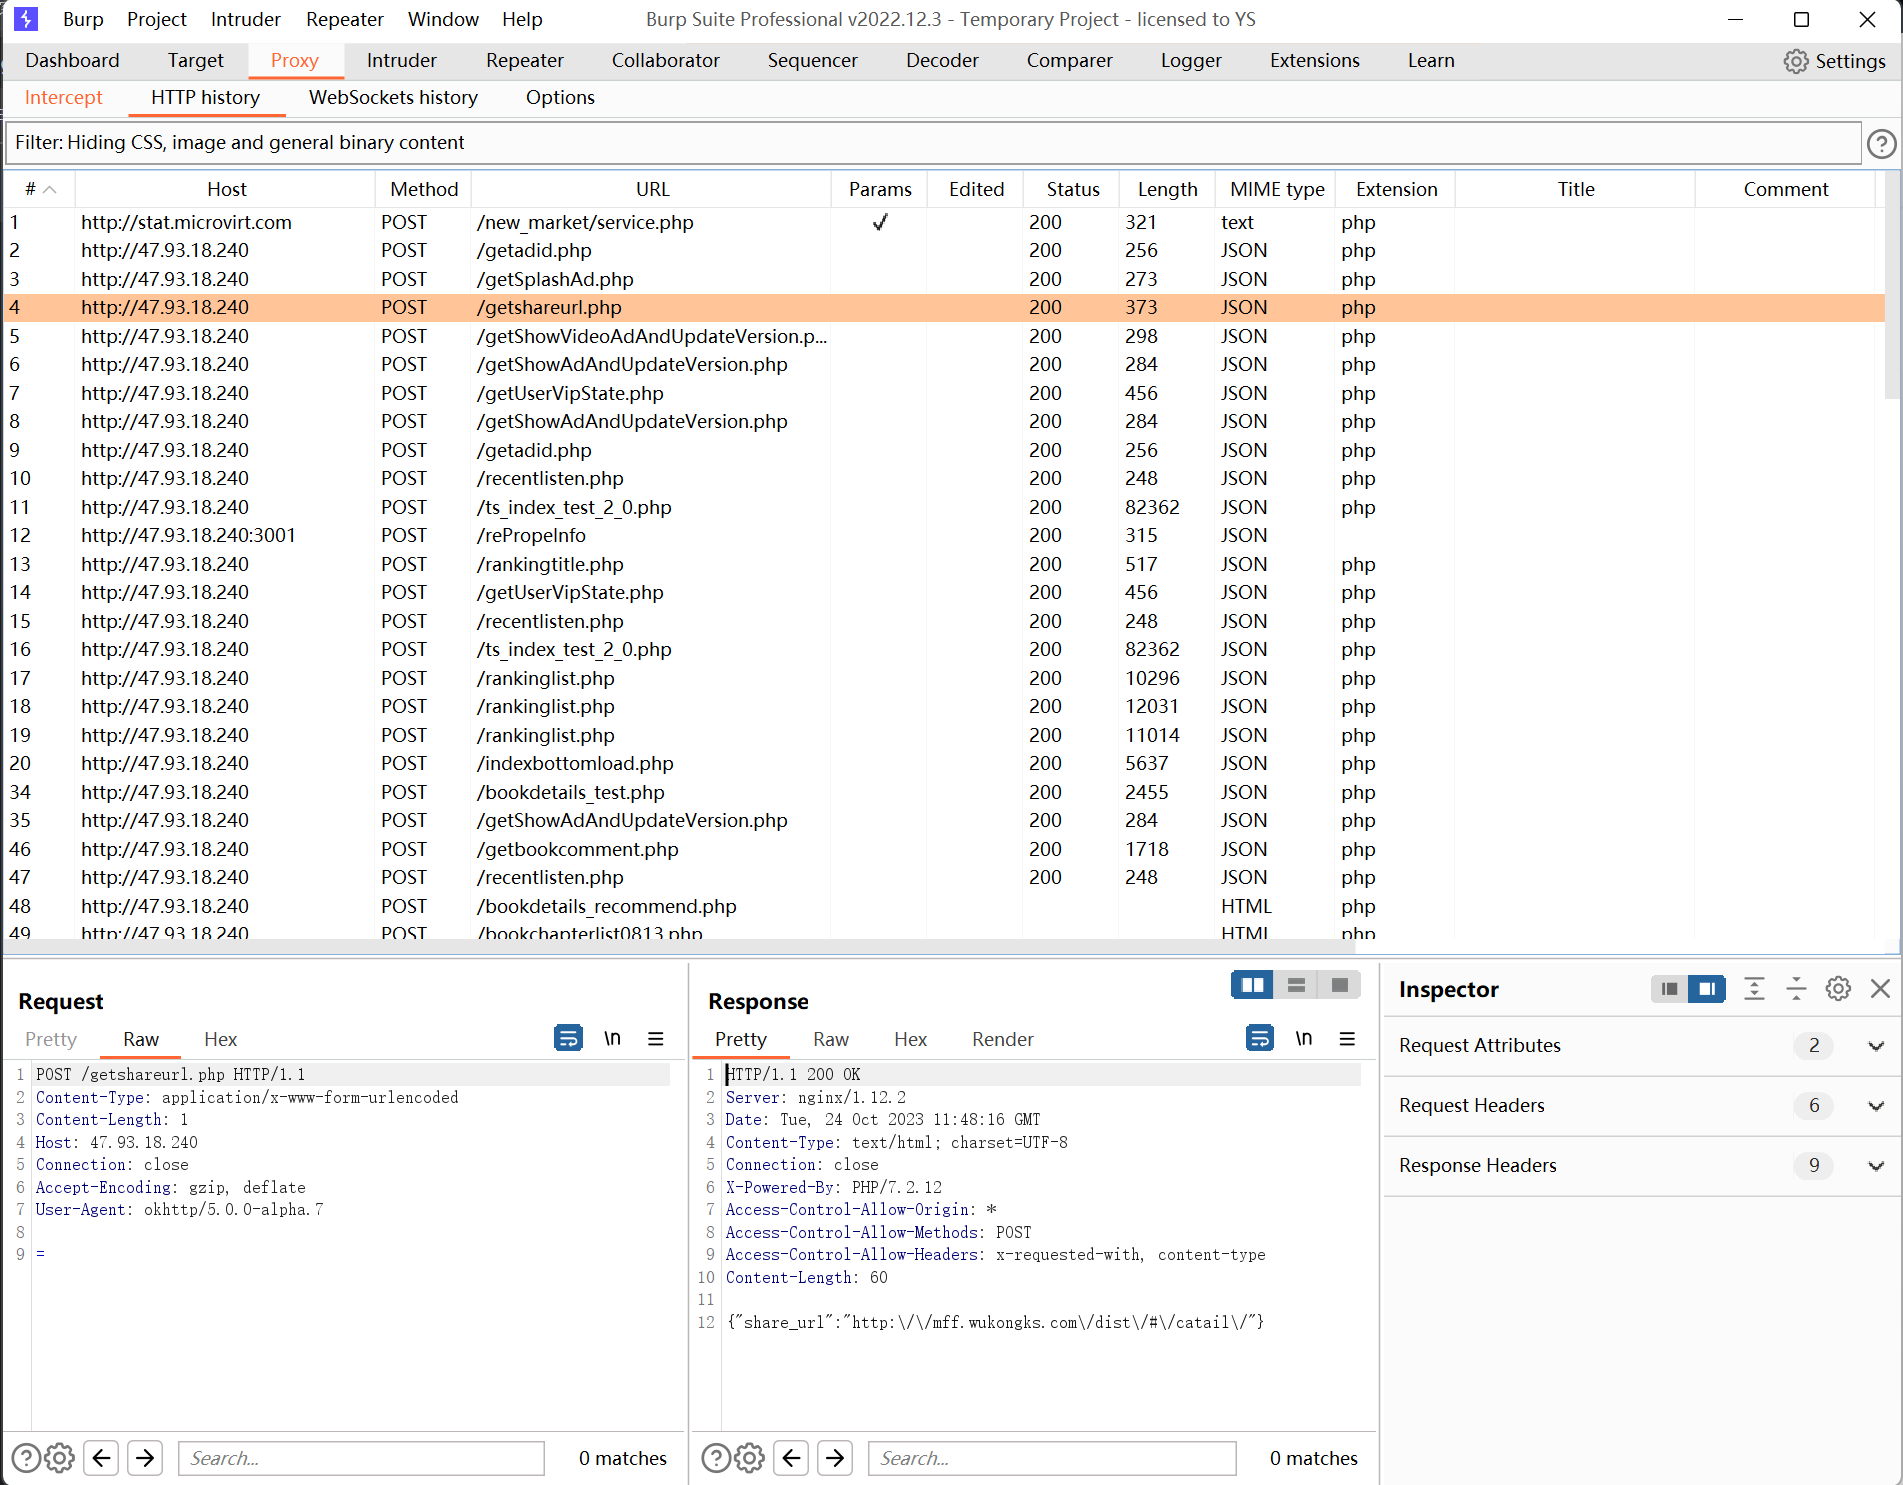 Burp Project Intruder Repeater Window Help Burp Suite Professional v2022.12.3 - Temporary Project - licensed to YS
Dashboard Target Proxy Intruder Repeater Collaborator Sequencer Decoder Comparer Logger Extensions Learn Settings
Intercept HTTP history WebSockets history Options
Filter: Hiding CSS, image and general binary content
# Host Method URL Params Edited Status Length MIME type Extension Title Comment
1 http://stat.microvirt.com POST /new_market/service.php ✓ 200 321 text php
2 http://47.93.18.240 POST /getadid.php 200 256 JSON php
3 http://47.93.18.240 POST /getSplashAd.php 200 273 JSON php
4 http://47.93.18.240 POST /getshareurl.php 200 373 JSON php
5 http://47.93.18.240 POST /getShowVideoAdAndUpdateVersion.p... 200 298 JSON php
6 http://47.93.18.240 POST /getShowAdAndUpdateVersion.php 200 284 JSON php
7 http://47.93.18.240 POST /getUserVipState.php 200 456 JSON php
8 http://47.93.18.240 POST /getShowAdAndUpdateVersion.php 200 284 JSON php
9 http://47.93.18.240 POST /getadid.php 200 256 JSON php
10 http://47.93.18.240 POST /recentlisten.php 200 248 JSON php
11 http://47.93.18.240 POST /ts_index_test_2_0.php 200 82362 JSON php
12 http://47.93.18.240:3001 POST /rePropeInfo 200 315 JSON
13 http://47.93.18.240 POST /rankingtitle.php 200 517 JSON php
14 http://47.93.18.240 POST /getUserVipState.php 200 456 JSON php
15 http://47.93.18.240 POST /recentlisten.php 200 248 JSON php
16 http://47.93.18.240 POST /ts_index_test_2_0.php 200 82362 JSON php
17 http://47.93.18.240 POST /rankinglist.php 200 10296 JSON php
18 http://47.93.18.240 POST /rankinglist.php 200 12031 JSON php
19 http://47.93.18.240 POST /rankinglist.php 200 11014 JSON php
20 http://47.93.18.240 POST /indexbottomload.php 200 5637 JSON php
34 http://47.93.18.240 POST /bookdetails_test.php 200 2455 JSON php
35 http://47.93.18.240 POST /getShowAdAndUpdateVersion.php 200 284 JSON php
46 http://47.93.18.240 POST /getbookcomment.php 200 1718 JSON php
47 http://47.93.18.240 POST /recentlisten.php 200 248 JSON php
48 http://47.93.18.240 POST /bookdetails_recommend.php HTML php
49 http://47.93.18.240 POST /bookchapterlist0813.php HTML php
Request
Pretty Raw Hex \n
1 POST /getshareurl.php HTTP/1.1
2 Content-Type: application/x-www-form-urlencoded
3 Content-Length: 1
4 Host: 47.93.18.240
5 Connection: close
6 Accept-Encoding: gzip, deflate
7 User-Agent: okhttp/5.0.0-alpha.7
8
9 =
Search... 0 matches
Response
Pretty Raw Hex Render \n
1 HTTP/1.1 200 OK
2 Server: nginx/1.12.2
3 Date: Tue, 24 Oct 2023 11:48:16 GMT
4 Content-Type: text/html; charset=UTF-8
5 Connection: close
6 X-Powered-By: PHP/7.2.12
7 Access-Control-Allow-Origin: *
8 Access-Control-Allow-Methods: POST
9 Access-Control-Allow-Headers: x-requested-with, content-type
10 Content-Length: 60
11
12 {"share_url":"http:\/\/mff.wukongks.com\/dist\/#\/catail\/"}
Search... 0 matches
Inspector
Request Attributes 2
Request Headers 6
Response Headers 9